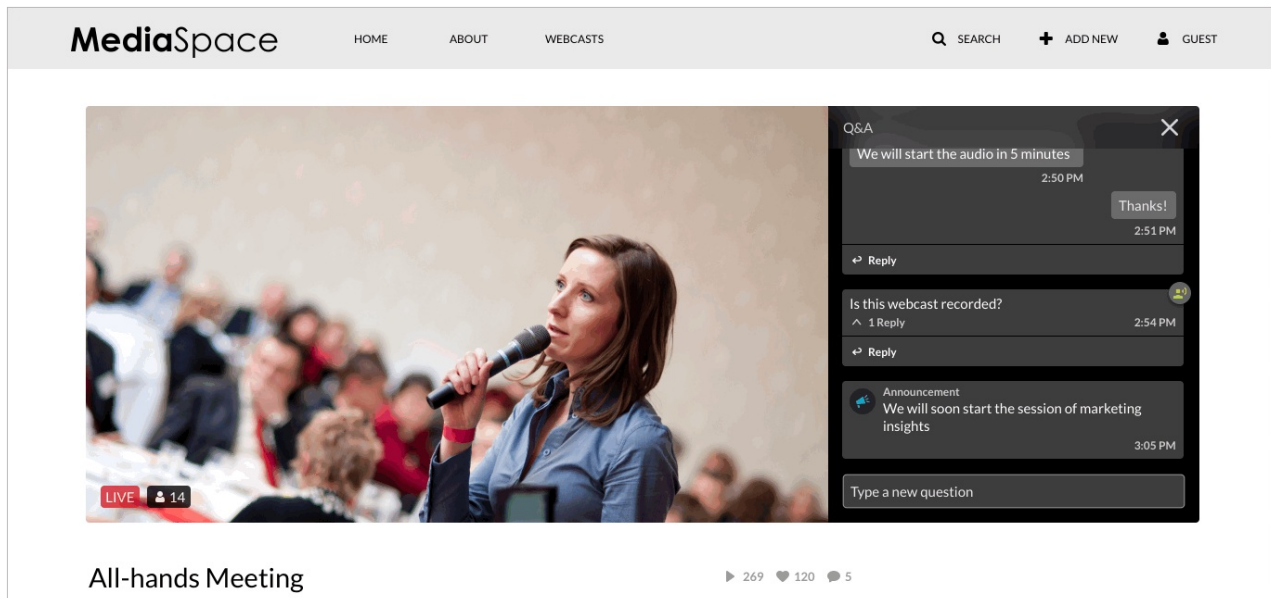 MediaSpace HOME ABOUT WEBCASTS SEARCH ADD NEW GUEST
Q&A
We will start the audio in 5 minutes
2:50 PM
Thanks!
2:51 PM
Reply
Is this webcast recorded?
1 Reply 2:54 PM
Reply
Announcement
We will soon start the session of marketing
insights
3:05 PM
Type a new question
LIVE 14
All-hands Meeting 269 120 5